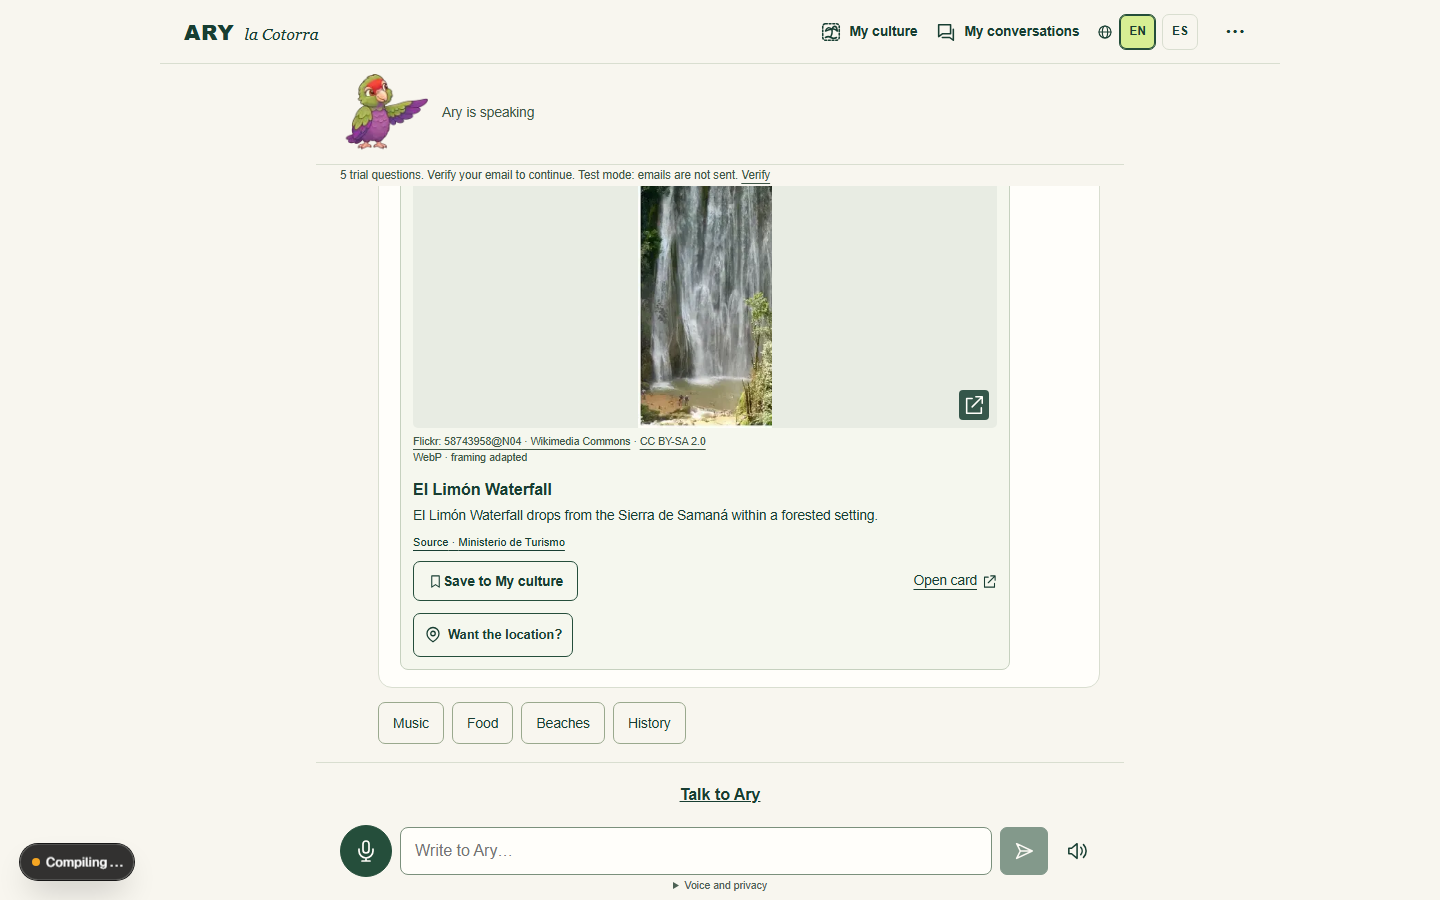 ARY la Cotorra
My culture
My conversations
EN
ES
Ary is speaking
5 trial questions. Verify your email to continue. Test mode: emails are not sent. Verify
Flickr: 58743958@N04 · Wikimedia Commons · CC BY-SA 2.0
WebP · framing adapted
El Limón Waterfall
El Limón Waterfall drops from the Sierra de Samaná within a forested setting.
Source · Ministerio de Turismo
Save to My culture
Open card
Want the location?
Music
Food
Beaches
History
Talk to Ary
Write to Ary…
Compiling ...
Voice and privacy